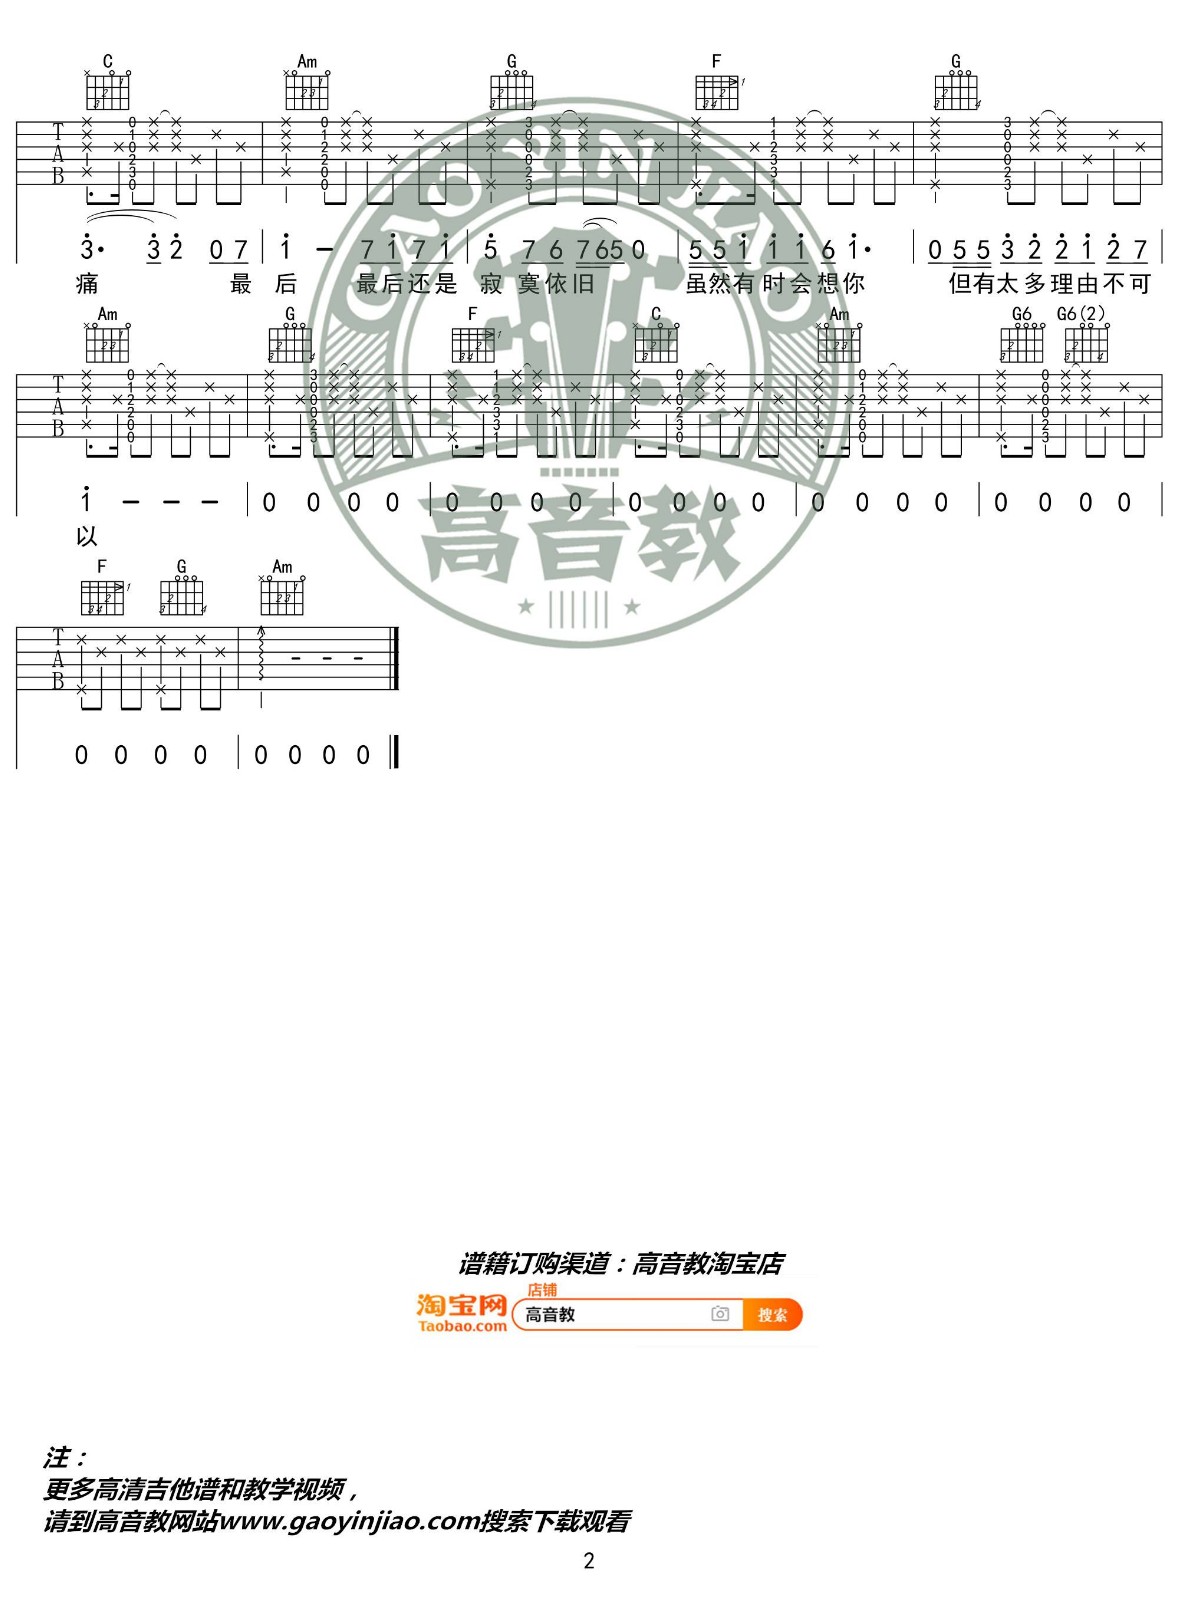 C Am G F G
T A B
3· 3 2 0 7 1 - 7 1 7 1 5 7 6 7 6 5 0 5 5 1 1 1 6 1· 0 5 5 3 2 2 1 2 7
痛 最 后 最后还是 寂 寞依旧 虽然有时会想你 但有太多理由不可
Am G F C Am G6 G6(2)
T A B
1 - - - 0 0 0 0 0 0 0 0 0 0 0 0 0 0 0 0 0 0 0 0
以
F G Am
T A B
0 0 0 0 0 0 0 0
GAO YIN JIAO
高音教
谱籍订购渠道：高音教淘宝店
店铺
淘宝网 高音教 搜索
Taobao.com
注：
更多高清吉他谱和教学视频，
请到高音教网站www.gaoyinjiao.com搜索下载观看
2